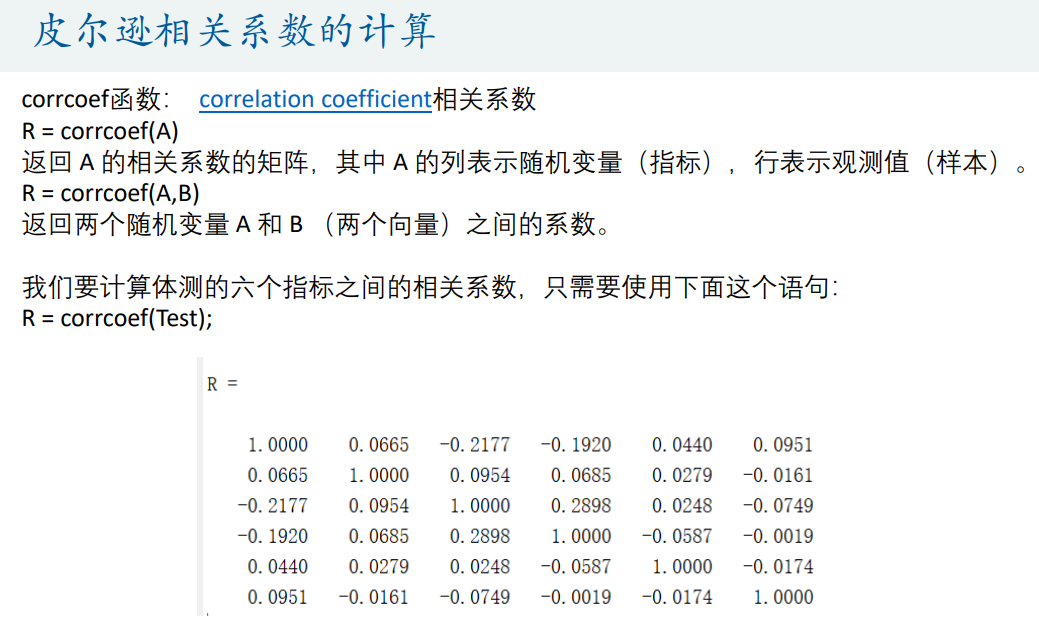 皮尔逊相关系数的计算
corrcoef函数： correlation coefficient相关系数
R = corrcoef(A)
返回 A 的相关系数的矩阵，其中 A 的列表示随机变量（指标），行表示观测值（样本）。
R = corrcoef(A,B)
返回两个随机变量 A 和 B （两个向量）之间的系数。
我们要计算体测的六个指标之间的相关系数，只需要使用下面这个语句：
R = corrcoef(Test);
R =
1.0000 0.0665 -0.2177 -0.1920 0.0440 0.0951
0.0665 1.0000 0.0954 0.0685 0.0279 -0.0161
-0.2177 0.0954 1.0000 0.2898 0.0248 -0.0749
-0.1920 0.0685 0.2898 1.0000 -0.0587 -0.0019
0.0440 0.0279 0.0248 -0.0587 1.0000 -0.0174
0.0951 -0.0161 -0.0749 -0.0019 -0.0174 1.0000